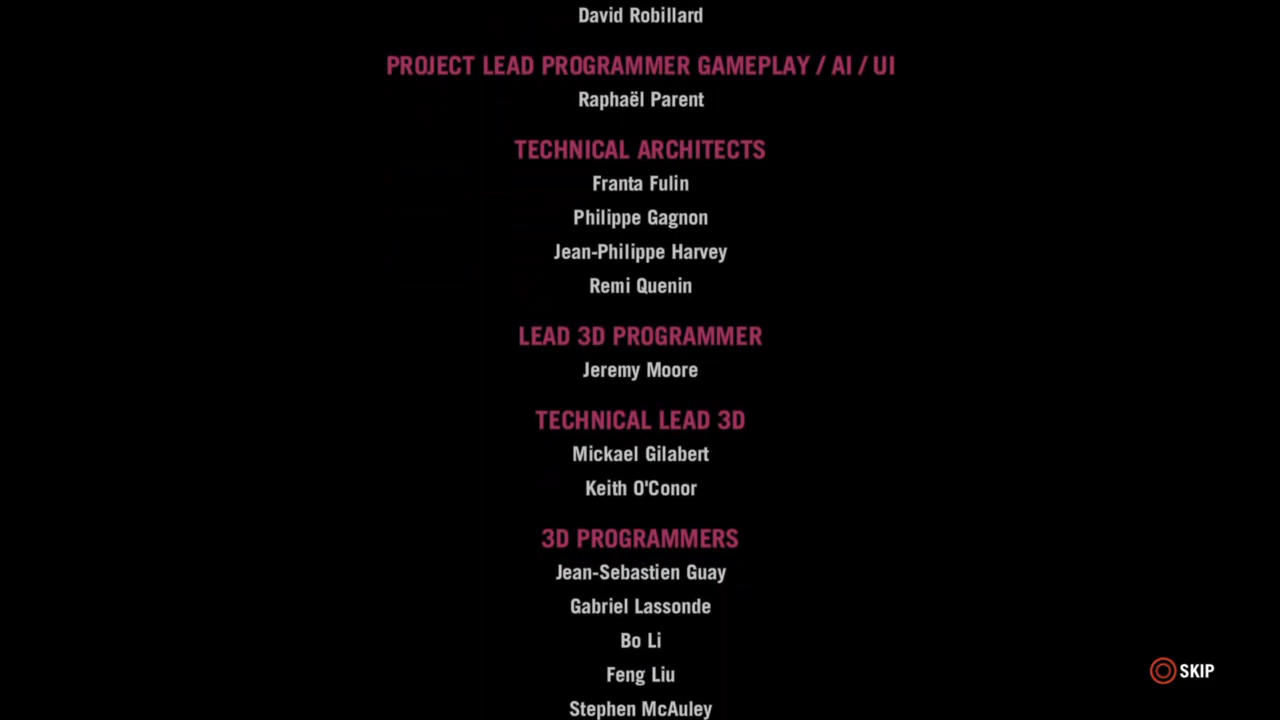 David Robillard
PROJECT LEAD PROGRAMMER GAMEPLAY / AI / UI
Raphaël Parent
TECHNICAL ARCHITECTS
Franta Fulin
Philippe Gagnon
Jean-Philippe Harvey
Remi Quenin
LEAD 3D PROGRAMMER
Jeremy Moore
TECHNICAL LEAD 3D
Mickael Gilabert
Keith O'Conor
3D PROGRAMMERS
Jean-Sebastien Guay
Gabriel Lassonde
Bo Li
Feng Liu
SKIP
Stephen McAuley